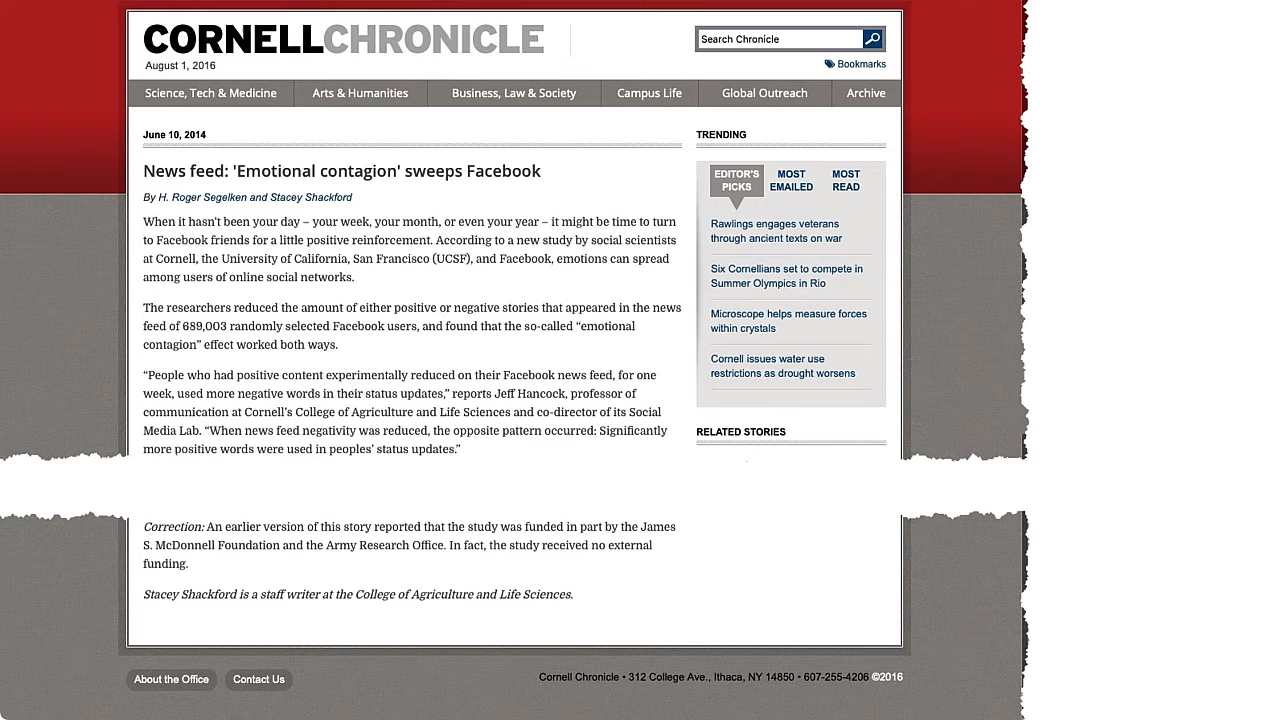 CORNELLCHRONICLE
Search Chronicle
August 1, 2016
Bookmarks
Science, Tech & Medicine
Arts & Humanities
Business, Law & Society
Campus Life
Global Outreach
Archive
June 10, 2014
News feed: 'Emotional contagion' sweeps Facebook
By H. Roger Segelken and Stacey Shackford
When it hasn't been your day – your week, your month, or even your year – it might be time to turn
to Facebook friends for a little positive reinforcement. According to a new study by social scientists
at Cornell, the University of California, San Francisco (UCSF), and Facebook, emotions can spread
among users of online social networks.
The researchers reduced the amount of either positive or negative stories that appeared in the news
feed of 689,003 randomly selected Facebook users, and found that the so-called “emotional
contagion” effect worked both ways.
“People who had positive content experimentally reduced on their Facebook news feed, for one
week, used more negative words in their status updates,” reports Jeff Hancock, professor of
communication at Cornell’s College of Agriculture and Life Sciences and co-director of its Social
Media Lab. “When news feed negativity was reduced, the opposite pattern occurred: Significantly
more positive words were used in peoples’ status updates.”
Correction: An earlier version of this story reported that the study was funded in part by the James
S. McDonnell Foundation and the Army Research Office. In fact, the study received no external
funding.
Stacey Shackford is a staff writer at the College of Agriculture and Life Sciences.
TRENDING
EDITOR'S
PICKS
MOST
EMAILED
MOST
READ
Rawlings engages veterans
through ancient texts on war
Six Cornellians set to compete in
Summer Olympics in Rio
Microscope helps measure forces
within crystals
Cornell issues water use
restrictions as drought worsens
RELATED STORIES
About the Office
Contact Us
Cornell Chronicle • 312 College Ave., Ithaca, NY 14850 • 607-255-4206 ©2016